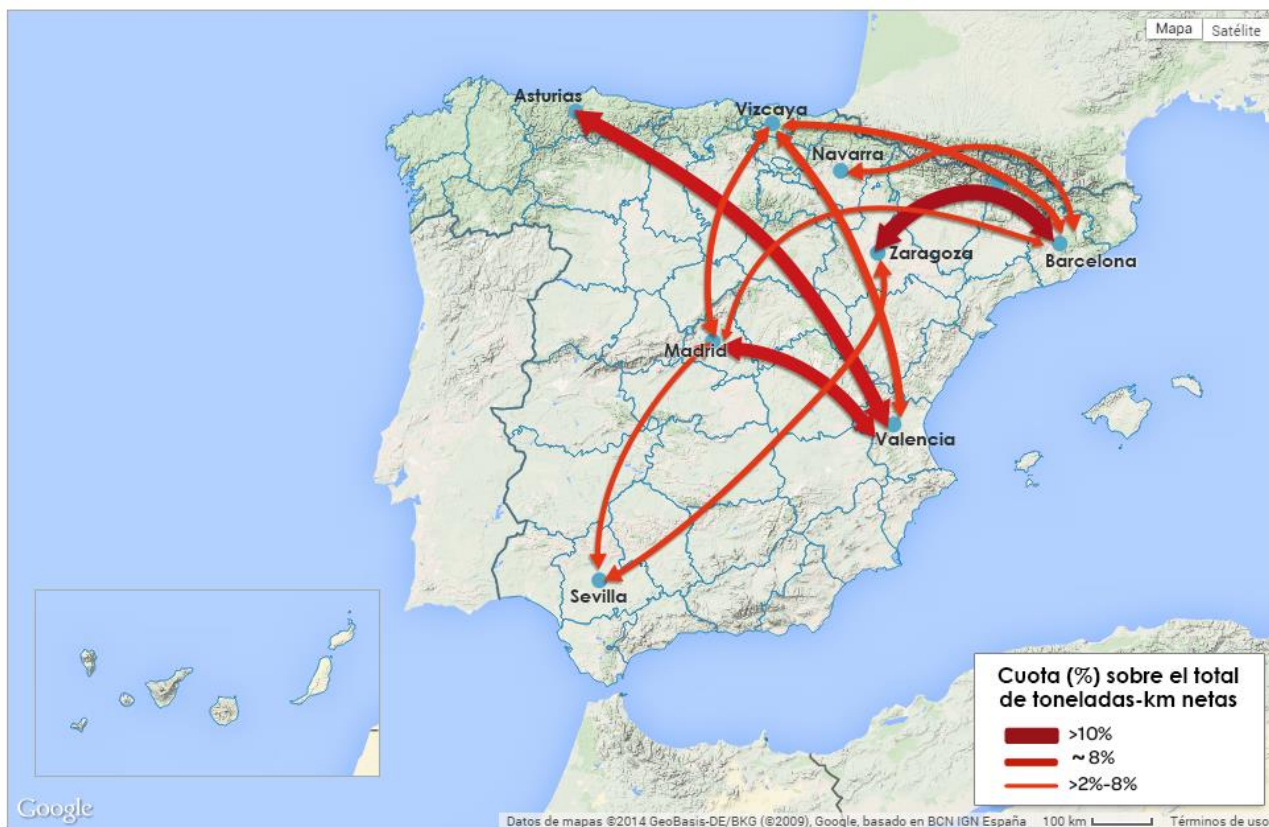 Mapa Satélite
Asturias
Vizcaya
Navarra
Zaragoza
Barcelona
Madrid
Valencia
Sevilla
Cuota (%) sobre el total
de toneladas-km netas
>10%
~8%
>2%-8%
Google
Datos de mapas ©2014 GeoBasis-DE/BKG (©2009), Google, basado en BCN IGN España 100 km Términos de uso